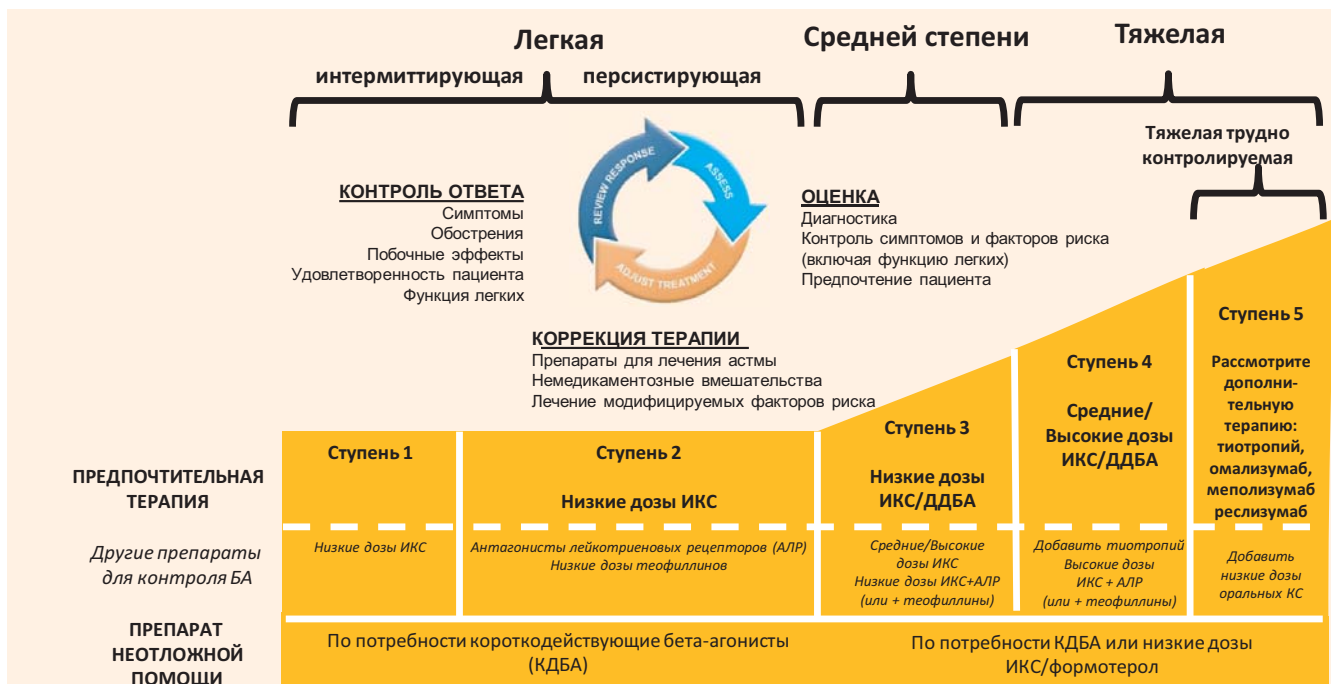 Легкая
Средней степени
Тяжелая
интермиттирующая
персистирующая
Тяжелая трудно
контролируемая
REVIEW RESPONSE
ASSESS
ADJUST TREATMENT
КОНТРОЛЬ ОТВЕТА
Симптомы
Обострения
Побочные эффекты
Удовлетворенность пациента
Функция легких
ОЦЕНКА
Диагностика
Контроль симптомов и факторов риска
(включая функцию легких)
Предпочтение пациента
КОРРЕКЦИЯ ТЕРАПИИ
Препараты для лечения астмы
Немедикаментозные вмешательства
Лечение модифицируемых факторов риска
ПРЕДПОЧТИТЕЛЬНАЯ
ТЕРАПИЯ
Ступень 1
Ступень 2
Низкие дозы ИКС
Ступень 3
Низкие дозы
ИКС/ДДБА
Ступень 4
Средние/
Высокие дозы
ИКС/ДДБА
Ступень 5
Рассмотрите
дополни-
тельную
терапию:
тиотропий,
омализумаб,
меполизумаб
реслизумаб
Другие препараты
для контроля БА
Низкие дозы ИКС
Антагонисты лейкотриеновых рецепторов (АЛР)
Низкие дозы теофиллинов
Средние/Высокие
дозы ИКС
Низкие дозы ИКС+АЛР
(или + теофиллины)
Добавить тиотропий
Высокие дозы
ИКС + АЛР
(или + теофиллины)
Добавить
низкие дозы
оральных КС
ПРЕПАРАТ
НЕОТЛОЖНОЙ
ПОМОЩИ
По потребности короткодействующие бета-агонисты
(КДБА)
По потребности КДБА или низкие дозы
ИКС/формотерол